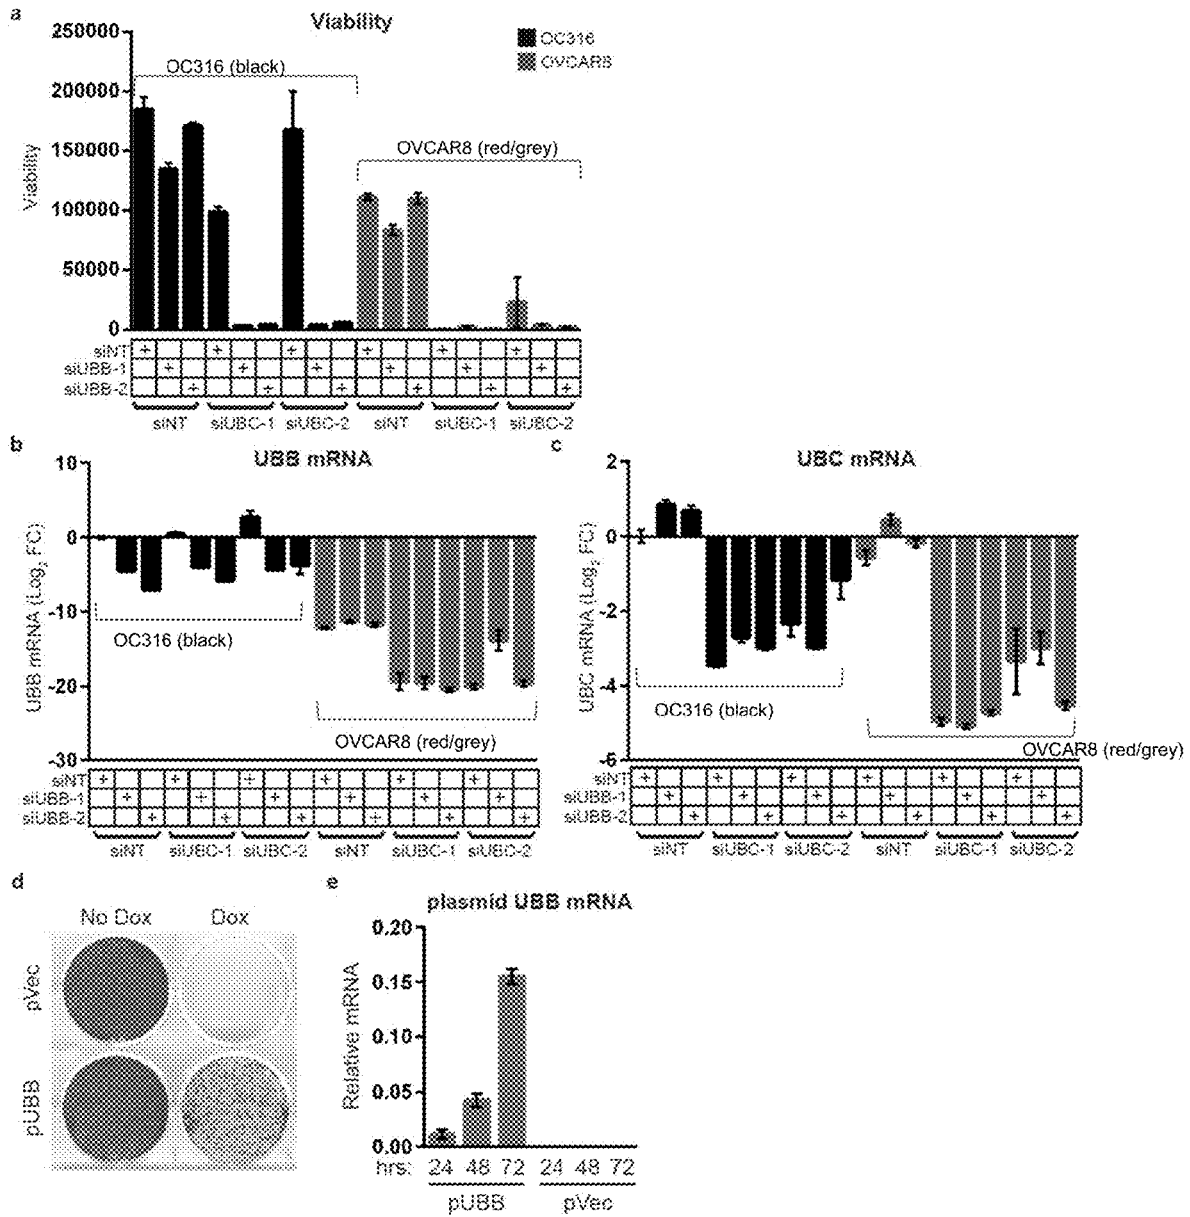 a
Viability
250000
200000
150000
100000
50000
0
Viability
OC316
OVCAR8
OC316 (black)
OVCAR8 (red/grey)
siNT + + + + + +
siUBB-1 + + + + + +
siUBB-2 + + + + + +
siNT siUBC-1 siUBC-2 siNT siUBC-1 siUBC-2
b
UBB mRNA
10
0
-10
-20
-30
UBB mRNA (Log2 FC)
OC316 (black)
OVCAR8 (red/grey)
siNT + + + + + +
siUBB-1 + + + + + +
siUBB-2 + + + + + +
siNT siUBC-1 siUBC-2 siNT siUBC-1 siUBC-2
c
UBC mRNA
2
0
-2
-4
-6
UBC mRNA (Log2 FC)
OC316 (black)
OVCAR8 (red/grey)
siNT + + + + + +
siUBB-1 + + + + + +
siUBB-2 + + + + + +
siNT siUBC-1 siUBC-2 siNT siUBC-1 siUBC-2
d
No Dox Dox
pVec
pUBB
e
plasmid UBB mRNA
0.20
0.15
0.10
0.05
0.00
Relative mRNA
hrs: 24 48 72 24 48 72
pUBB pVec